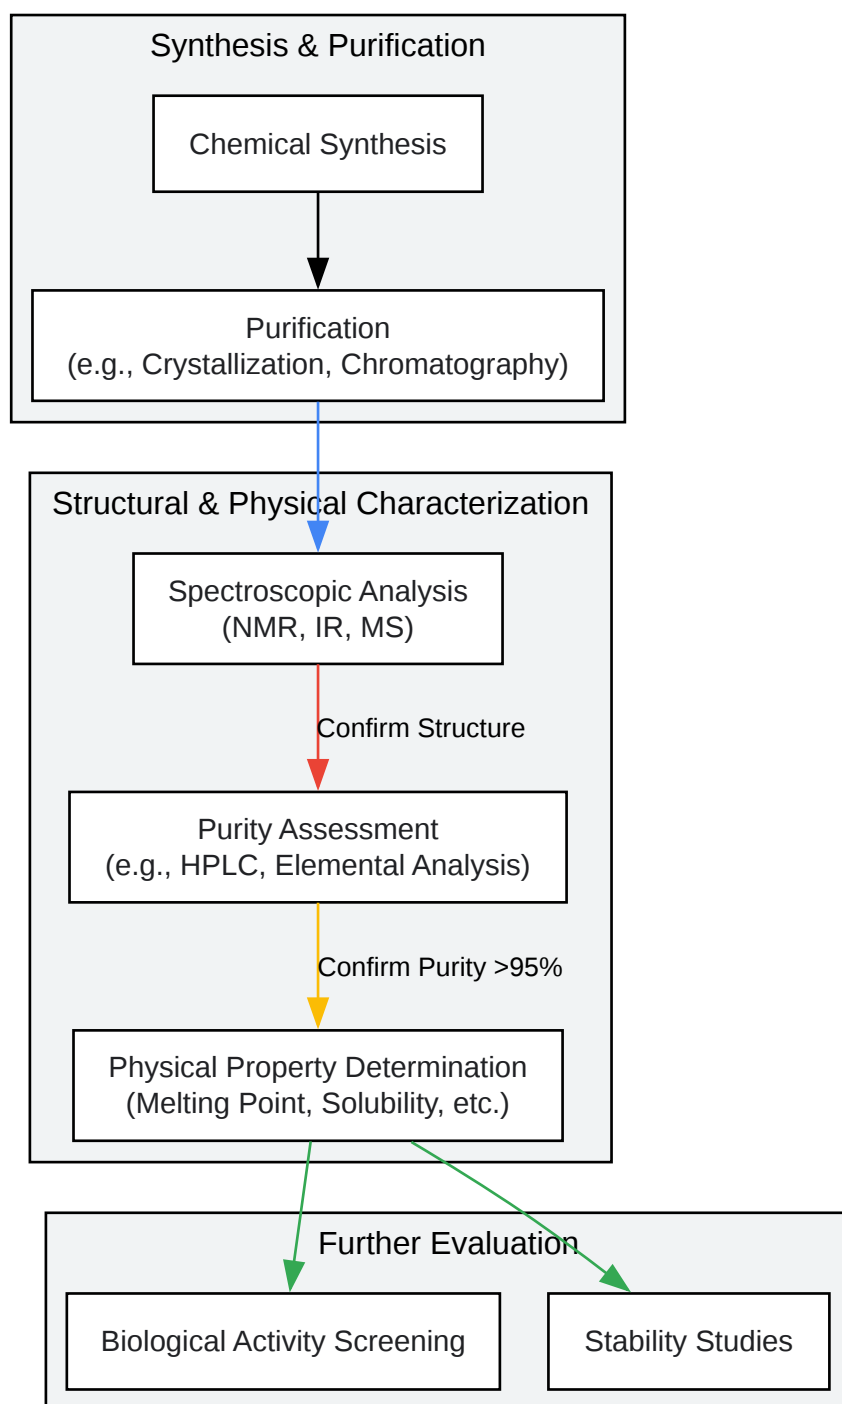 Synthesis & Purification
Chemical Synthesis
Purification
(e.g., Crystallization, Chromatography)
Structural & Physical Characterization
Spectroscopic Analysis
(NMR, IR, MS)
Confirm Structure
Purity Assessment
(e.g., HPLC, Elemental Analysis)
Confirm Purity >95%
Physical Property Determination
(Melting Point, Solubility, etc.)
Further Evaluation
Biological Activity Screening
Stability Studies